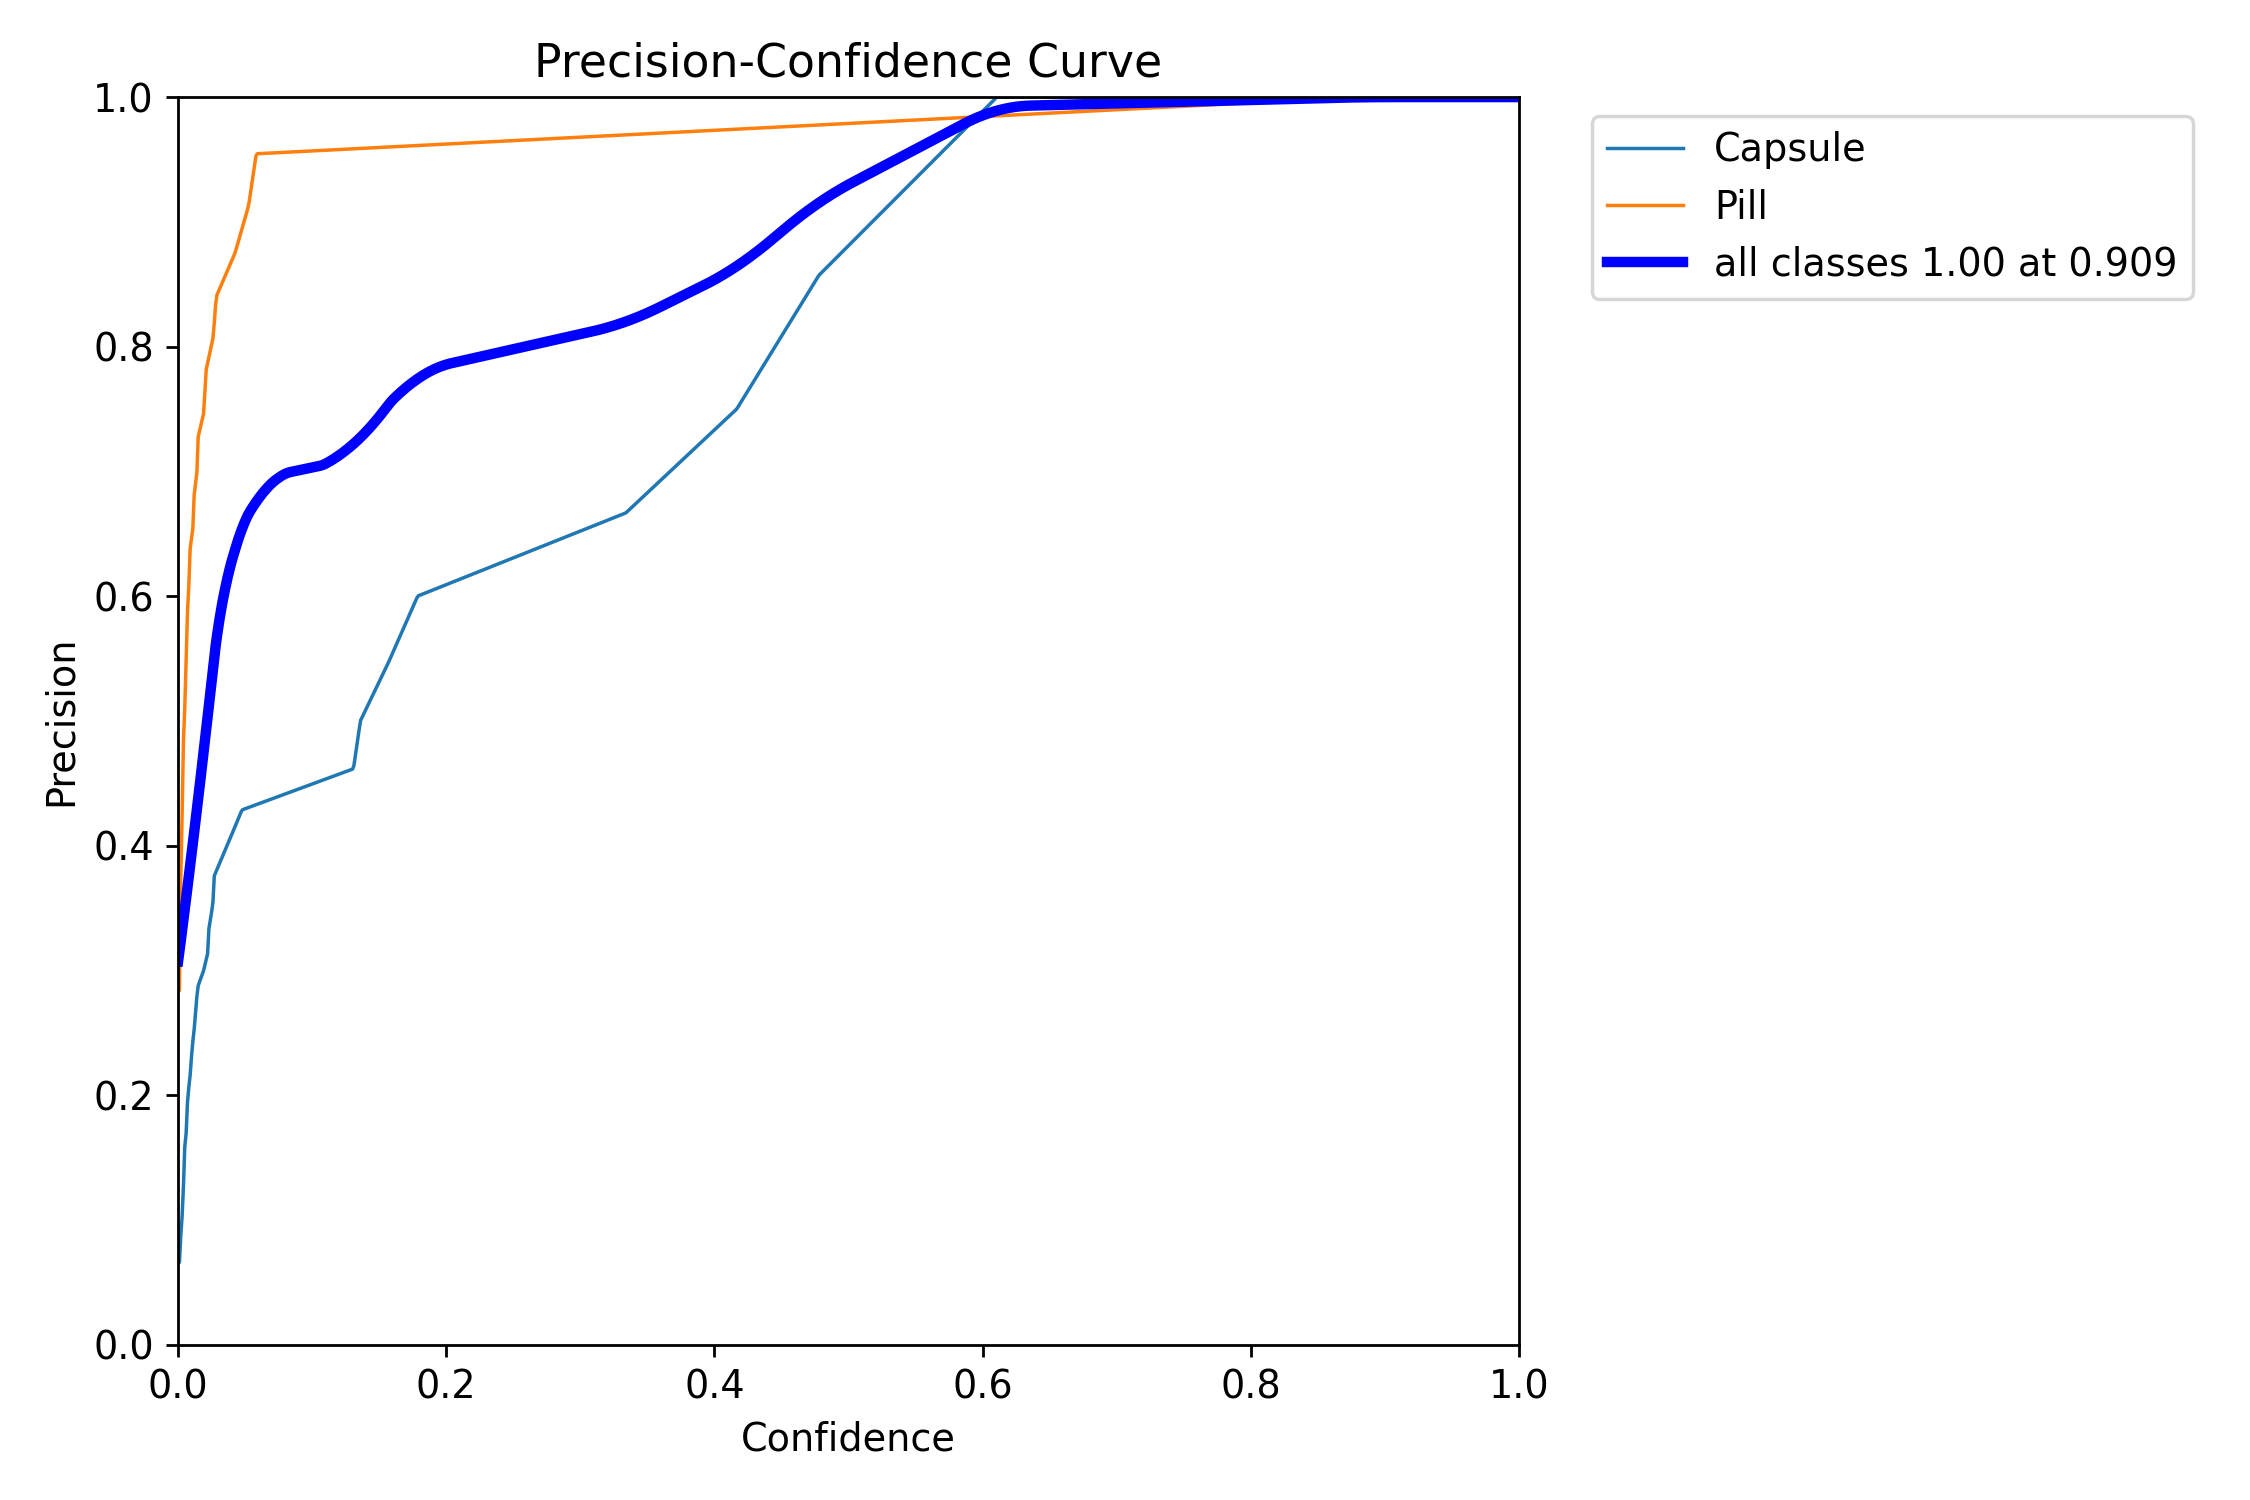 Precision-Confidence Curve
1.0
0.8
0.6
0.4
0.2
0.0
Precision
0.0 0.2 0.4 0.6 0.8 1.0
Confidence
Capsule
Pill
all classes 1.00 at 0.909